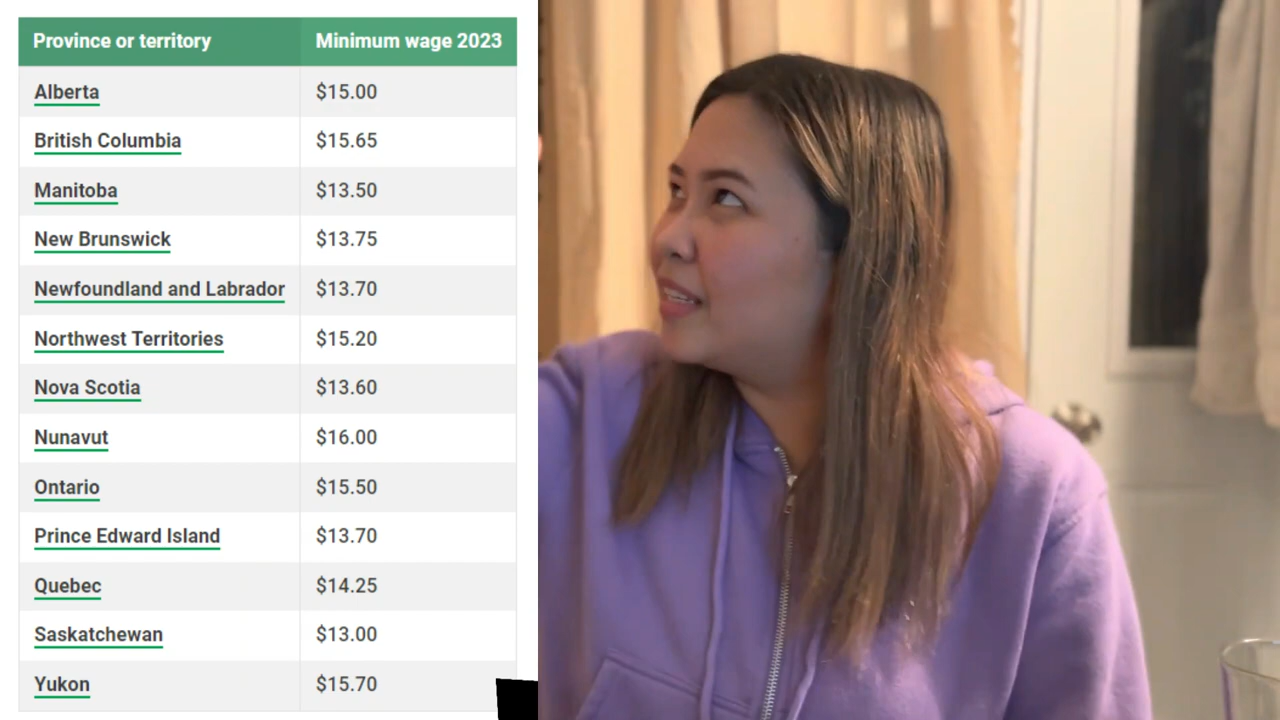 Province or territory Minimum wage 2023
Alberta $15.00
British Columbia $15.65
Manitoba $13.50
New Brunswick $13.75
Newfoundland and Labrador $13.70
Northwest Territories $15.20
Nova Scotia $13.60
Nunavut $16.00
Ontario $15.50
Prince Edward Island $13.70
Quebec $14.25
Saskatchewan $13.00
Yukon $15.70